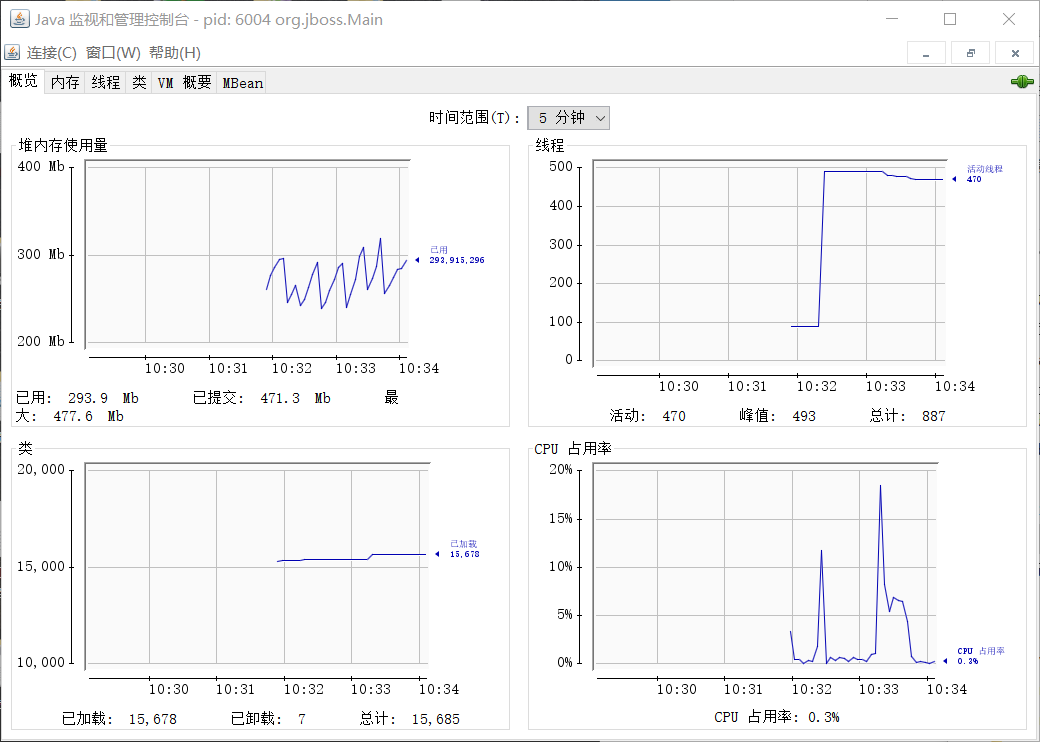 Java 监视和管理控制台 - pid: 6004 org.jboss.Main
连接(C) 窗口(W) 帮助(H)
概览 内存 线程 类 VM 概要 MBean
时间范围(T): 5 分钟
堆内存使用量
400 Mb
300 Mb
200 Mb
已用
293,915,296
10:30 10:31 10:32 10:33 10:34
已用: 293.9 Mb 已提交: 471.3 Mb 最
大: 477.6 Mb
线程
500
400
300
200
100
0
活动线程
470
10:30 10:31 10:32 10:33 10:34
活动: 470 峰值: 493 总计: 887
类
20,000
15,000
10,000
已加载
15,678
10:30 10:31 10:32 10:33 10:34
已加载: 15,678 已卸载: 7 总计: 15,685
CPU 占用率
20%
15%
10%
5%
0%
CPU 占用率
0.3%
10:30 10:31 10:32 10:33 10:34
CPU 占用率: 0.3%